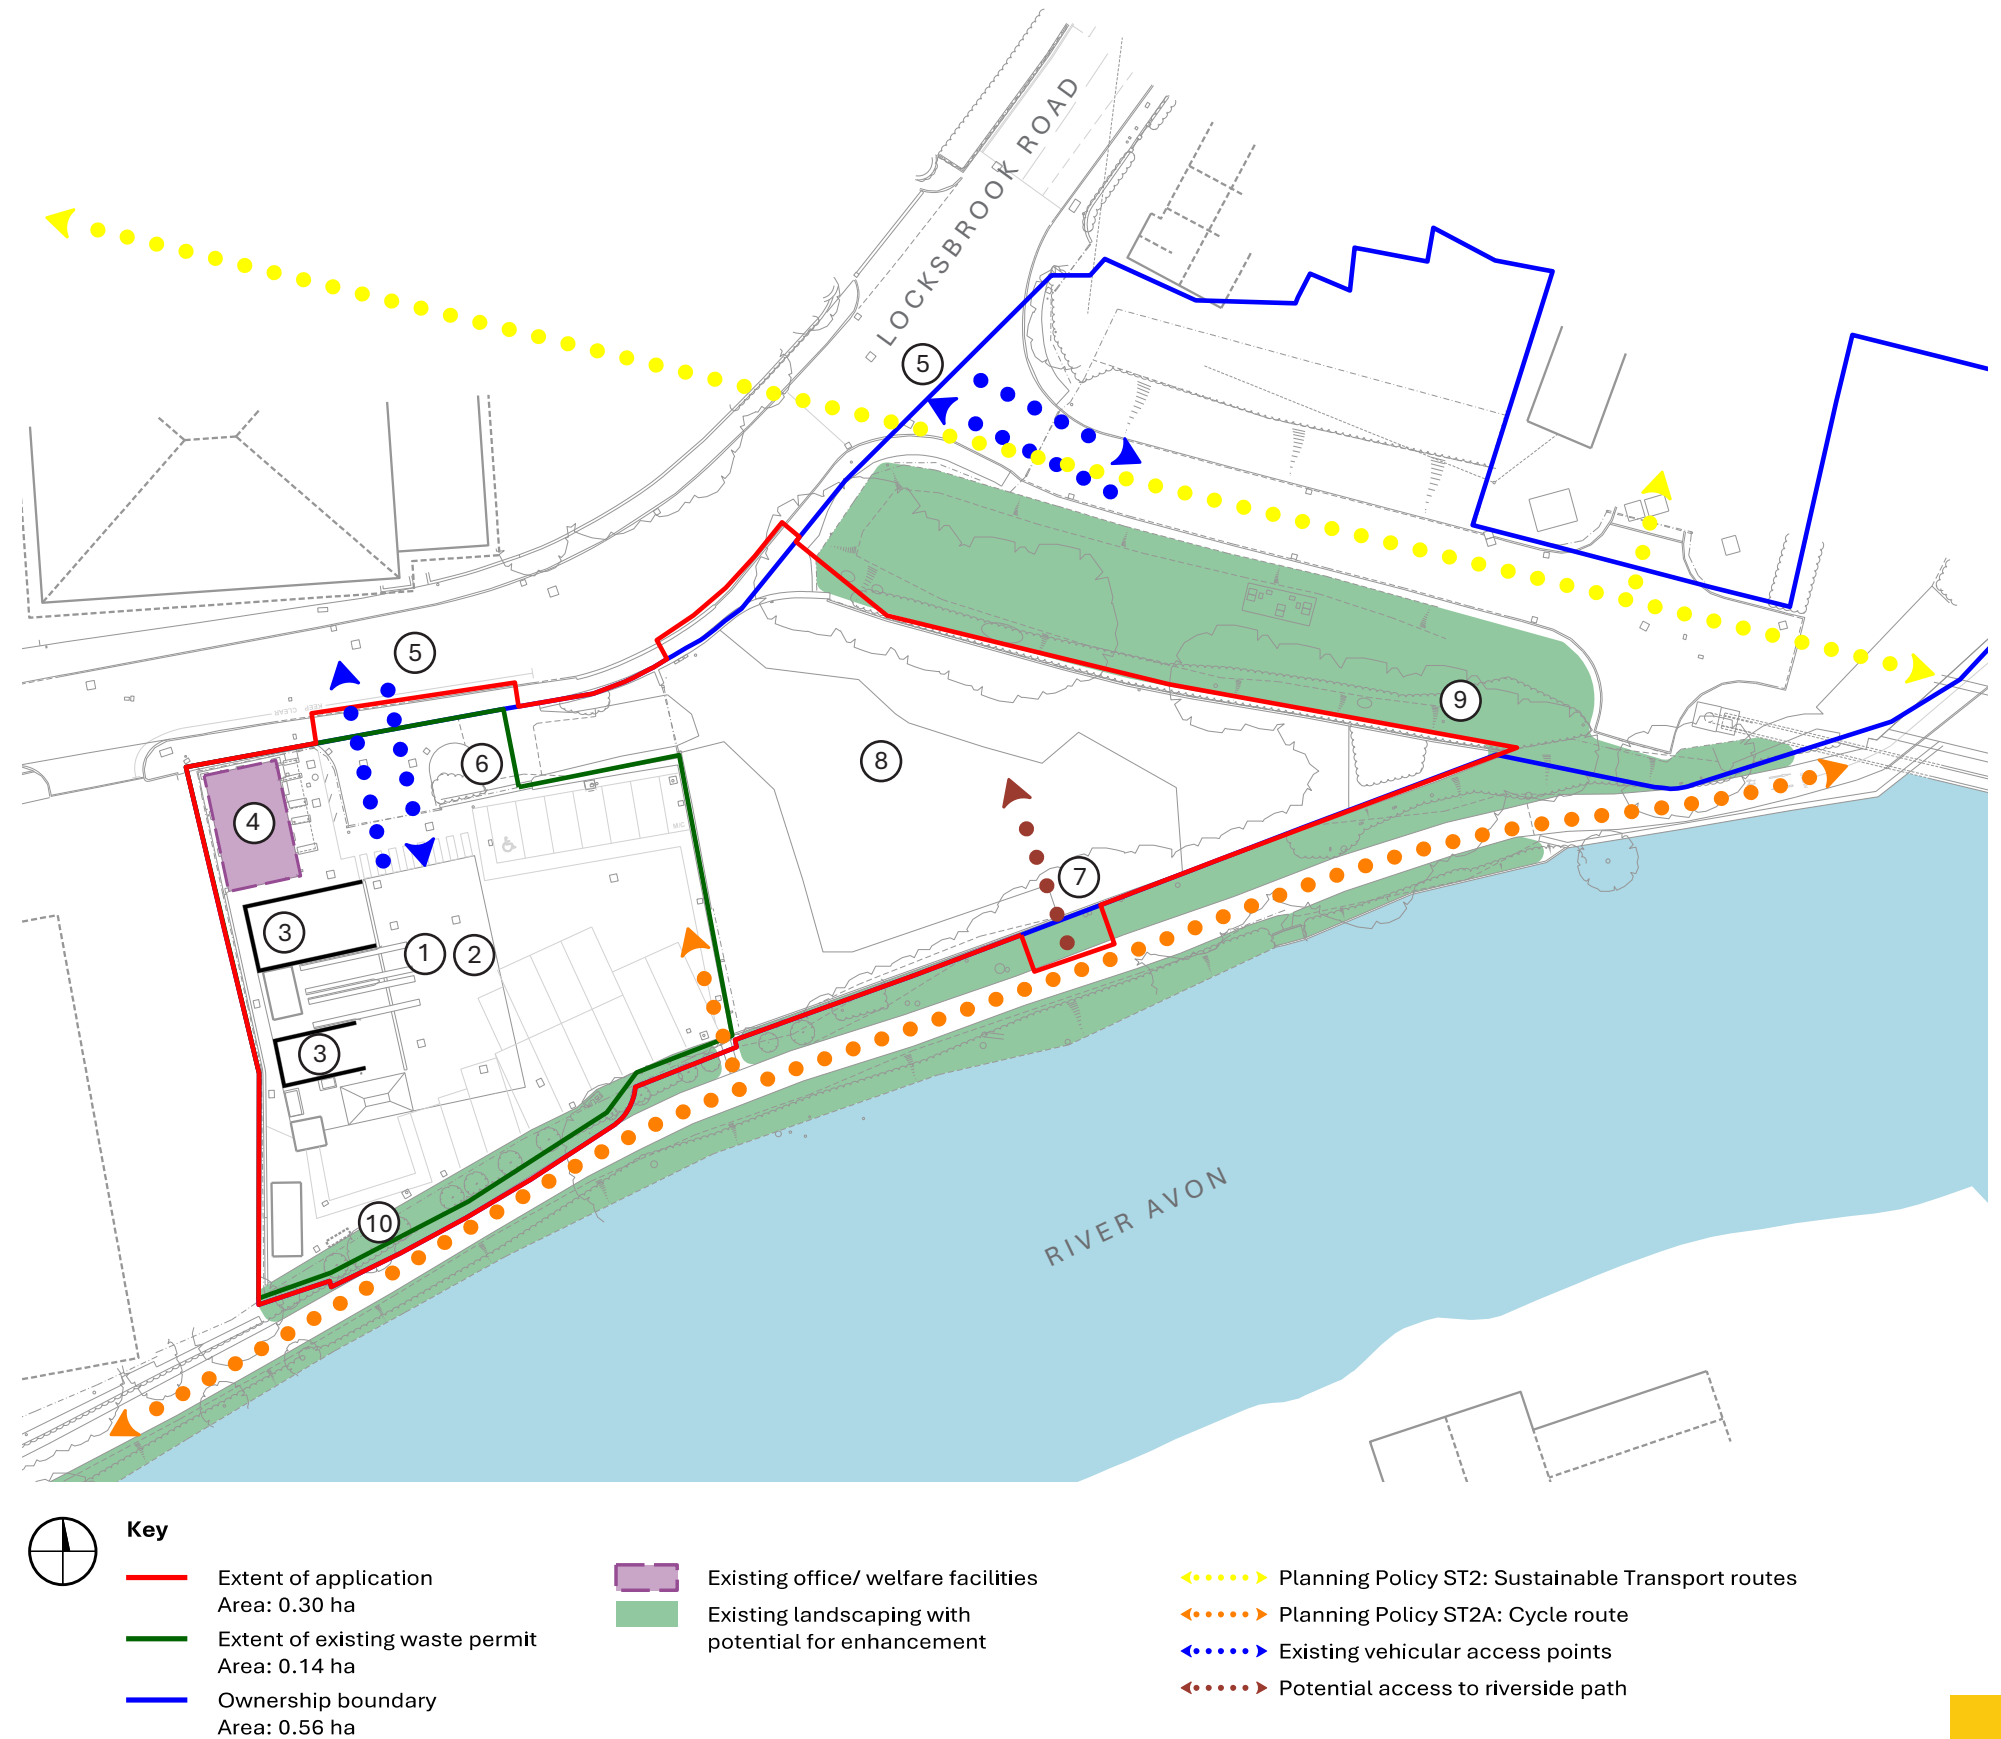 LOCKSBROOK ROAD
5
5
KEEP CLEAR
9
6
8
4
7
3
1
2
3
M/C
10
RIVER AVON
Key
Extent of application
Area: 0.30 ha
Extent of existing waste permit
Area: 0.14 ha
Ownership boundary
Area: 0.56 ha
Existing office/ welfare facilities
Existing landscaping with
potential for enhancement
Planning Policy ST2: Sustainable Transport routes
Planning Policy ST2A: Cycle route
Existing vehicular access points
Potential access to riverside path